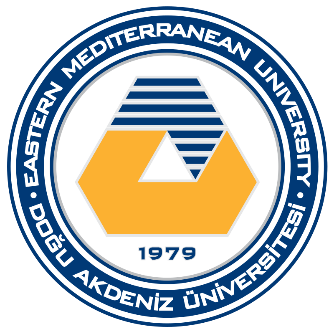 · EASTERN MEDITERRANEAN UNIVERSITY ·
DOĞU AKDENİZ ÜNİVERSİTESİ
1979